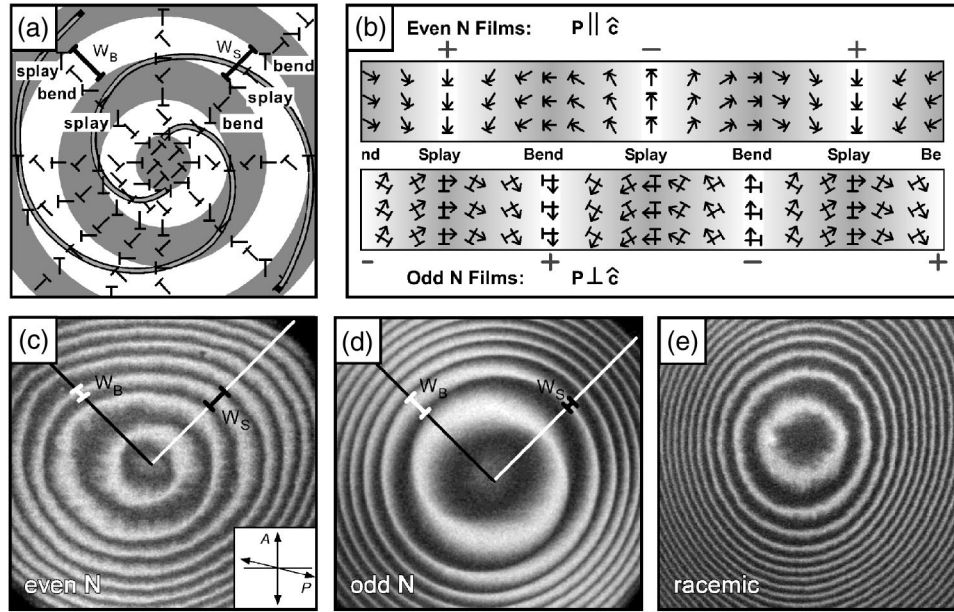 (a)
W_B
W_S
splay
bend
bend
splay
splay
bend
(b)
Even N Films: P || ĉ
+ − +
nd Splay Bend Splay Bend Splay Be
− + − +
Odd N Films: P ⊥ ĉ
(c)
W_B
W_S
A
P
even N
(d)
W_B
W_S
odd N
(e)
racemic